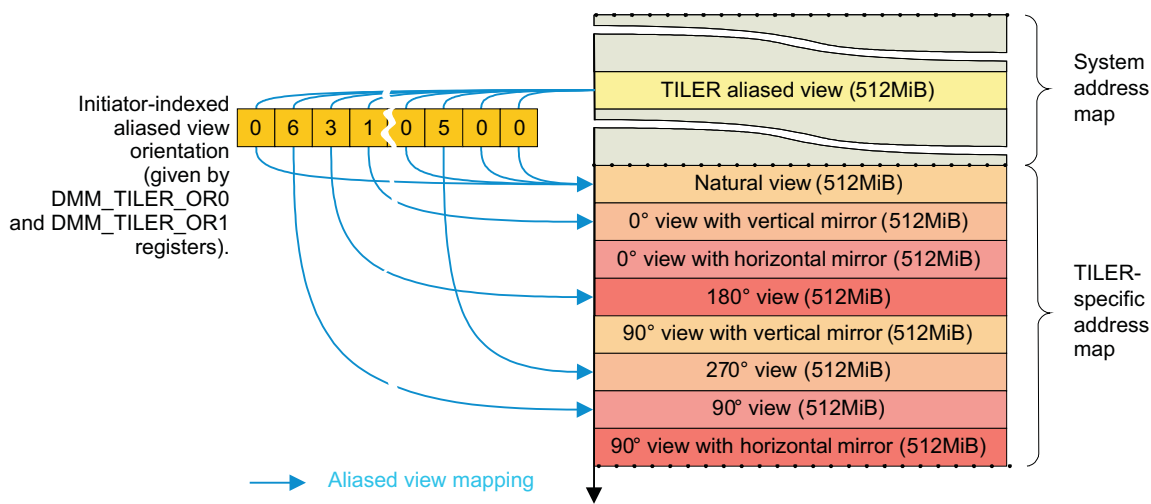 TILER aliased view (512MiB)
System
address
map
Initiator-indexed
aliased view
orientation
(given by
DMM_TILER_OR0
and DMM_TILER_OR1
registers).
0 6 3 1 0 5 0 0
Natural view (512MiB)
0° view with vertical mirror (512MiB)
0° view with horizontal mirror (512MiB)
180° view (512MiB)
90° view with vertical mirror (512MiB)
270° view (512MiB)
90° view (512MiB)
90° view with horizontal mirror (512MiB)
TILER-
specific
address
map
Aliased view mapping